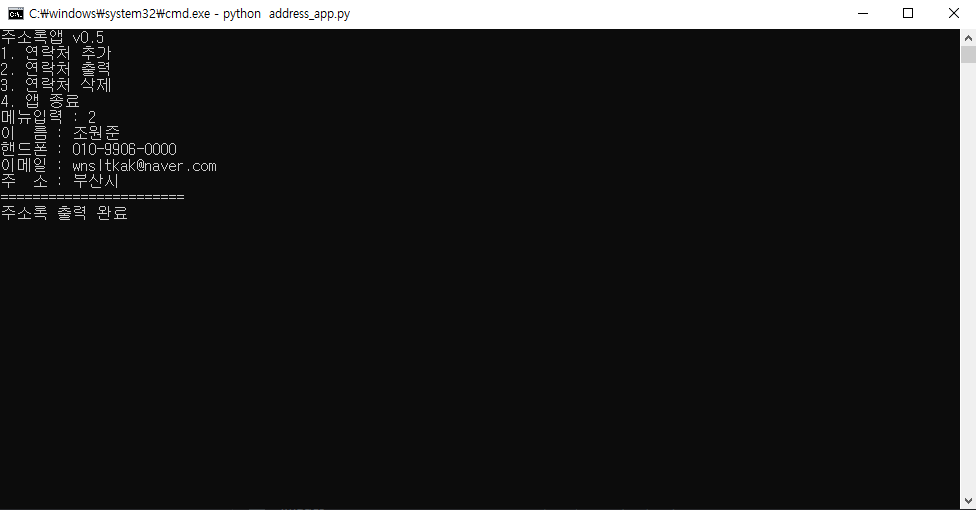 C:₩windows₩system32₩cmd.exe - python  address_app.py
주소록앱 v0.5
1. 연락처 추가
2. 연락처 출력
3. 연락처 삭제
4. 앱 종료
메뉴입력 : 2
이  름 : 조원준
핸드폰 : 010-9906-0000
이메일 : wnsltkak@naver.com
주  소 : 부산시
=======================
주소록 출력 완료